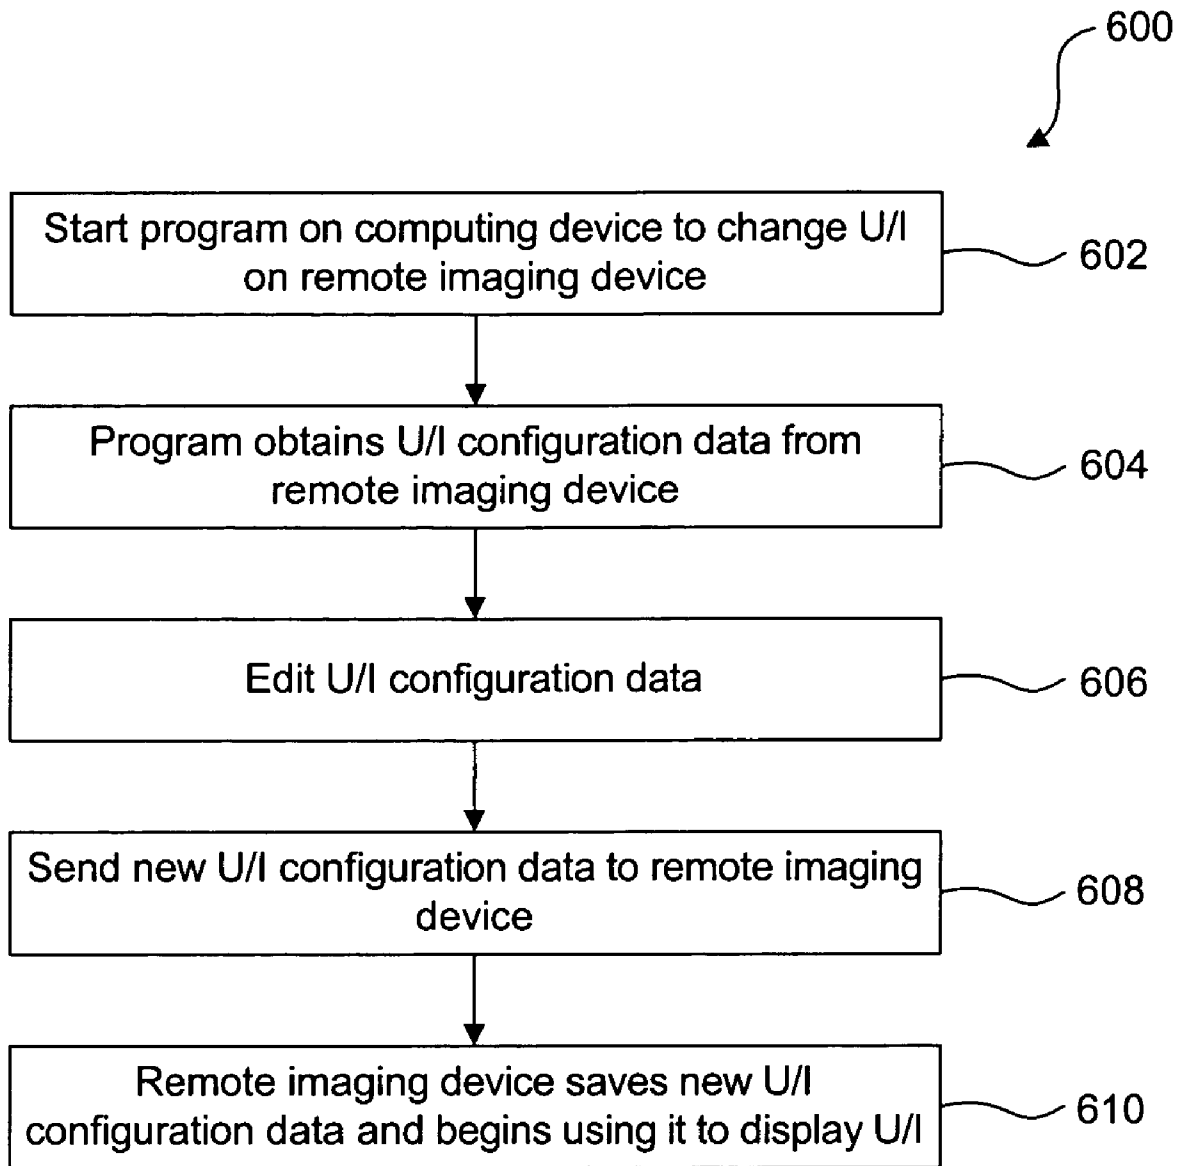 600
Start program on computing device to change U/I
on remote imaging device
602
Program obtains U/I configuration data from
remote imaging device
604
Edit U/I configuration data
606
Send new U/I configuration data to remote imaging
device
608
Remote imaging device saves new U/I
configuration data and begins using it to display U/I
610